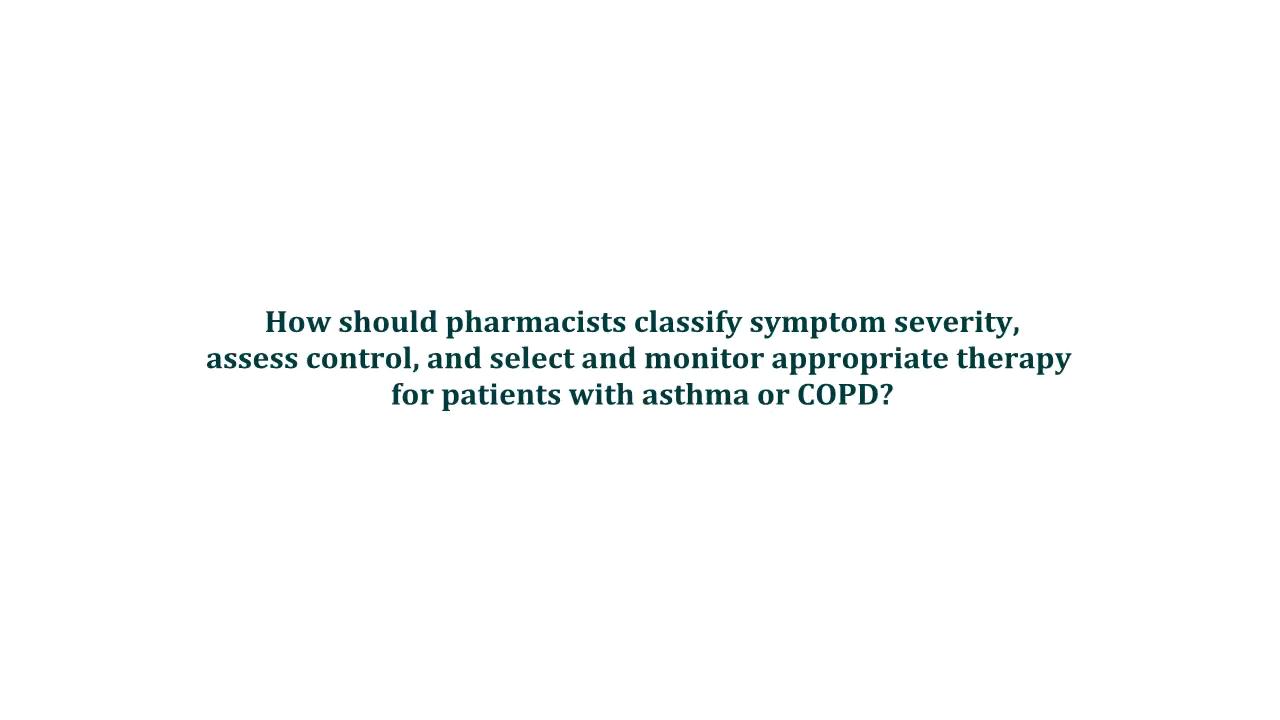 How should pharmacists classify symptom severity,
assess control, and select and monitor appropriate therapy
for patients with asthma or COPD?